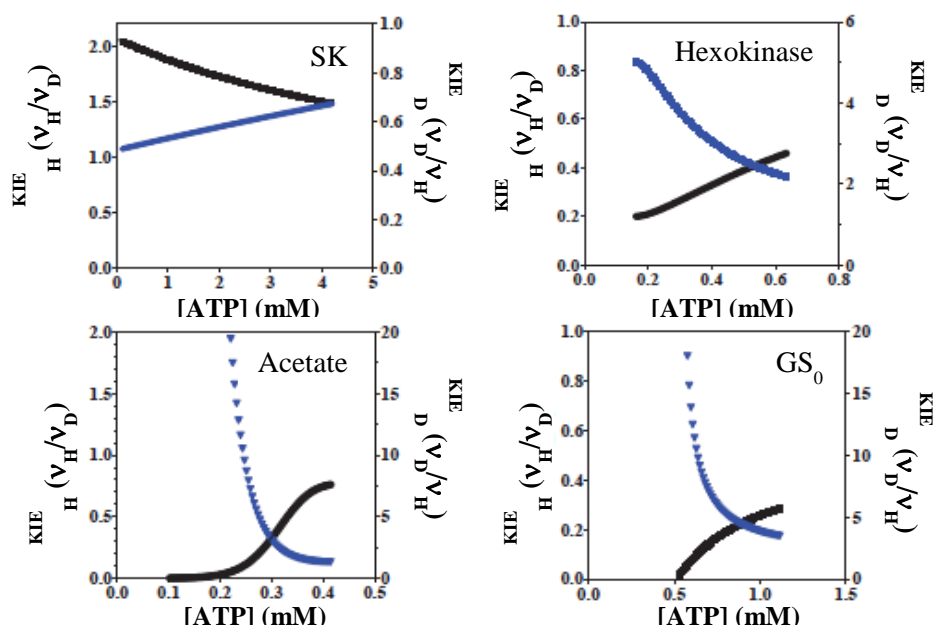 SK
KIE H (νH/νD)
2.0
1.5
1.0
0.5
0.0
1.0
0.8
0.6
0.4
0.2
0.0
KIE D (νD/νH)
0 1 2 3 4 5
[ATP] (mM)
Hexokinase
KIE H (νH/νD)
1.0
0.8
0.6
0.4
0.2
0.0
6
4
2
0
KIE D (νD/νH)
0.0 0.2 0.4 0.6 0.8
[ATP] (mM)
Acetate
KIE H (νH/νD)
2.0
1.5
1.0
0.5
0.0
20
15
10
5
0
KIE D (νD/νH)
0.0 0.1 0.2 0.3 0.4 0.5
[ATP] (mM)
GS0
KIE H (νH/νD)
1.0
0.8
0.6
0.4
0.2
0.0
20
15
10
5
0
KIE D (νD/νH)
0.0 0.5 1.0 1.5
[ATP] (mM)